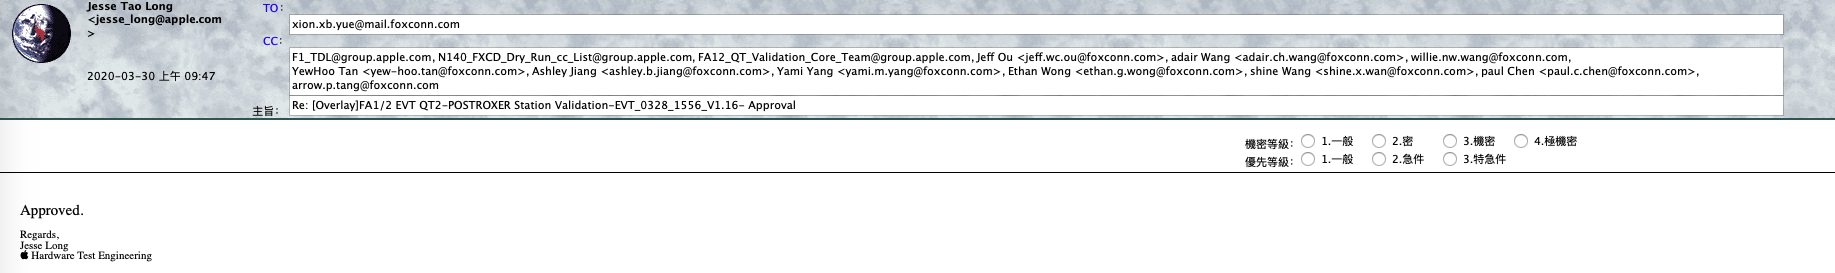 Jesse Tao Long
<jesse_long@apple.com
>
2020-03-30 上午 09:47
TO:
xion.xb.yue@mail.foxconn.com
CC:
F1_TDL@group.apple.com, N140_FXCD_Dry_Run_cc_List@group.apple.com, FA12_QT_Validation_Core_Team@group.apple.com, Jeff Ou <jeff.wc.ou@foxconn.com>, adair Wang <adair.ch.wang@foxconn.com>, willie.nw.wang@foxconn.com,
YewHoo Tan <yew-hoo.tan@foxconn.com>, Ashley Jiang <ashley.b.jiang@foxconn.com>, Yami Yang <yami.m.yang@foxconn.com>, Ethan Wong <ethan.g.wong@foxconn.com>, shine Wang <shine.x.wan@foxconn.com>, paul Chen <paul.c.chen@foxconn.com>,
arrow.p.tang@foxconn.com
主旨:
Re: [Overlay]FA1/2 EVT QT2-POSTROXER Station Validation-EVT_0328_1556_V1.16- Approval
機密等級: 1.一般 2.密 3.機密 4.極機密
優先等級: 1.一般 2.急件 3.特急件
Approved.
Regards,
Jesse Long
Hardware Test Engineering